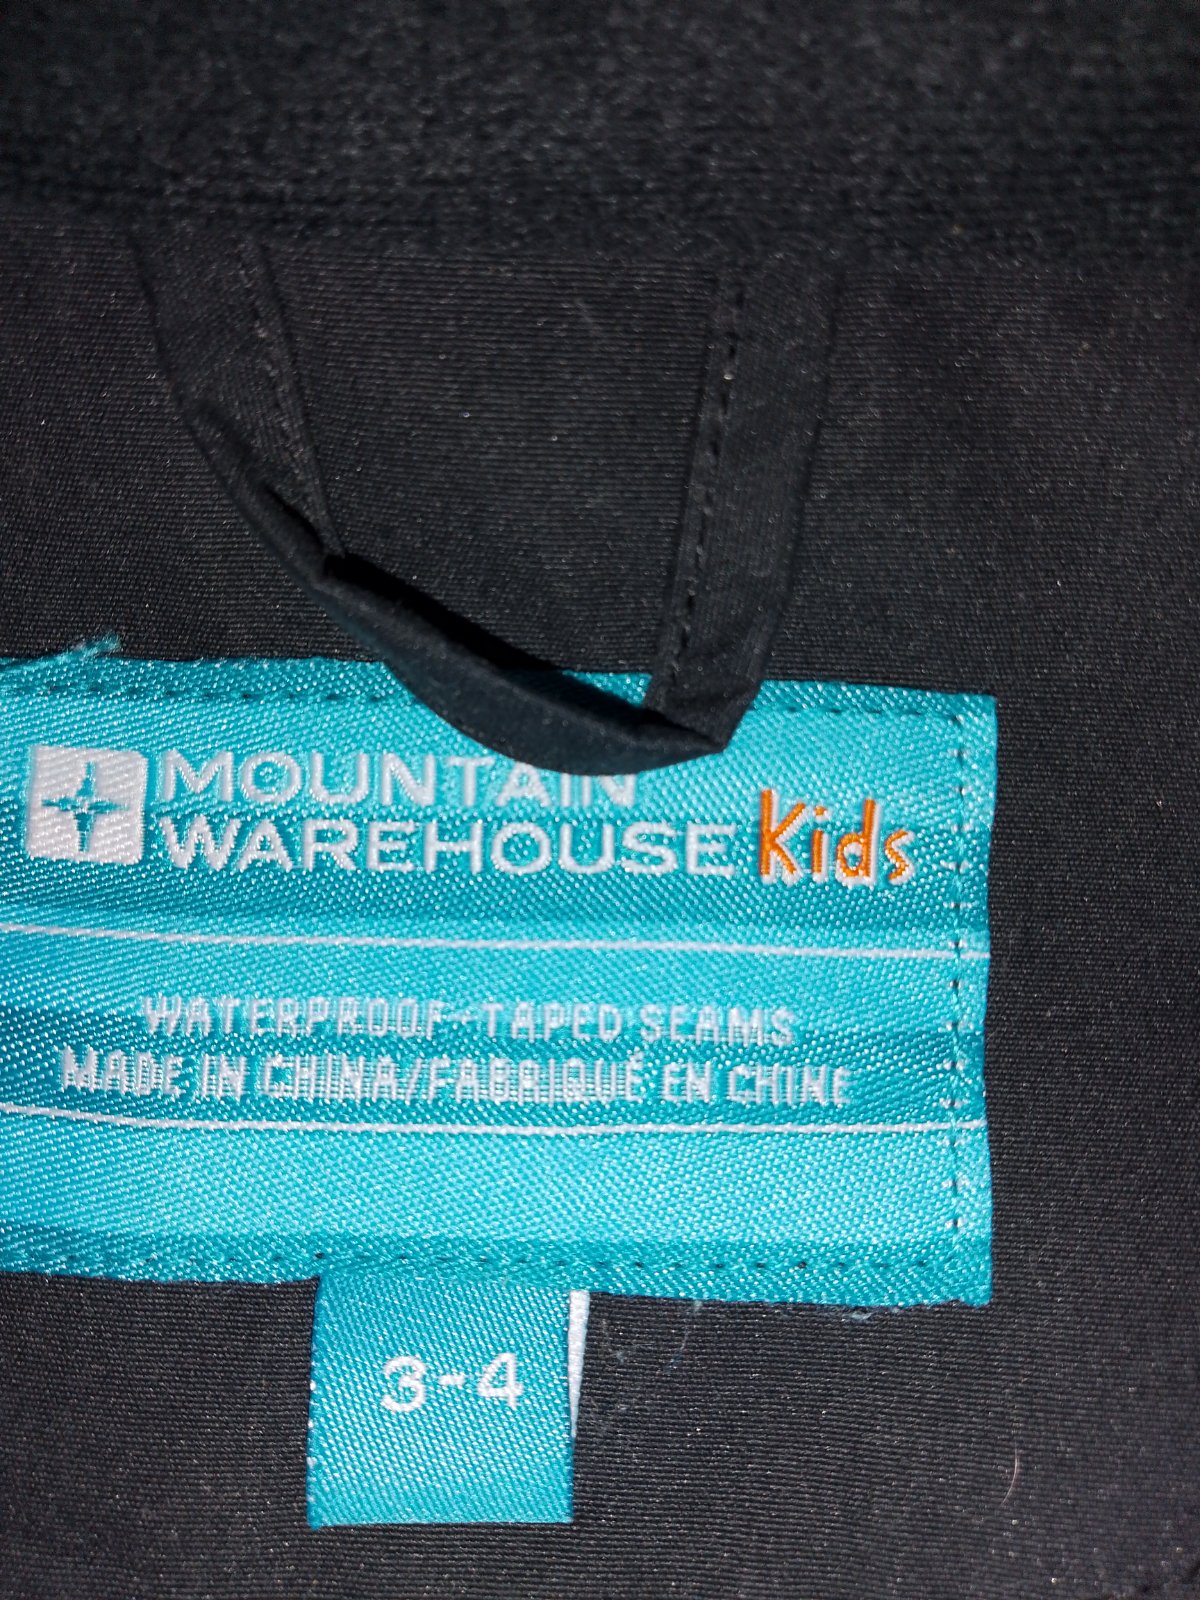 MOUNTAIN
WAREHOUSE Kids
WATERPROOF-TAPED SEAMS
MADE IN CHINA/FABRIQUÉ EN CHINE
3-4